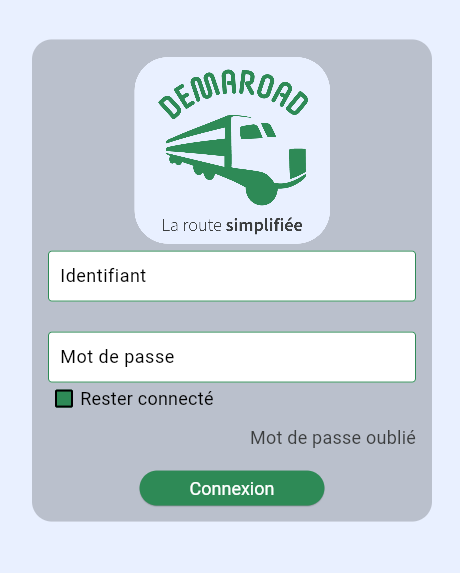 DEMAROAD
La route simplifiée
Identifiant
Mot de passe
Rester connecté
Mot de passe oublié
Connexion